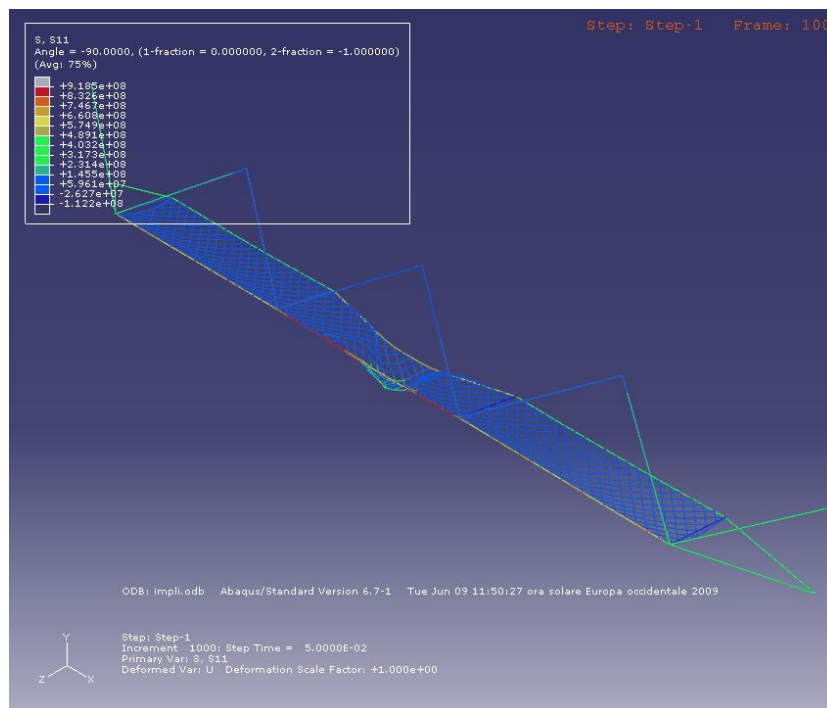 Step: Step-1 Frame: 100
S, S11
Angle = -90.0000, (1-fraction = 0.000000, 2-fraction = -1.000000)
(Avg: 75%)
+9.185e+08
+8.326e+08
+7.467e+08
+6.608e+08
+5.749e+08
+4.891e+08
+4.032e+08
+3.173e+08
+2.314e+08
+1.455e+08
+5.961e+07
-2.627e+07
-1.122e+08
ODB: impli.odb Abaqus/Standard Version 6.7-1 Tue Jun 09 11:50:27 ora solare Europa occidentale 2009
Y
Z
X
Step: Step-1
Increment 1000: Step Time = 5.0000E-02
Primary Var: S, S11
Deformed Var: U Deformation Scale Factor: +1.000e+00